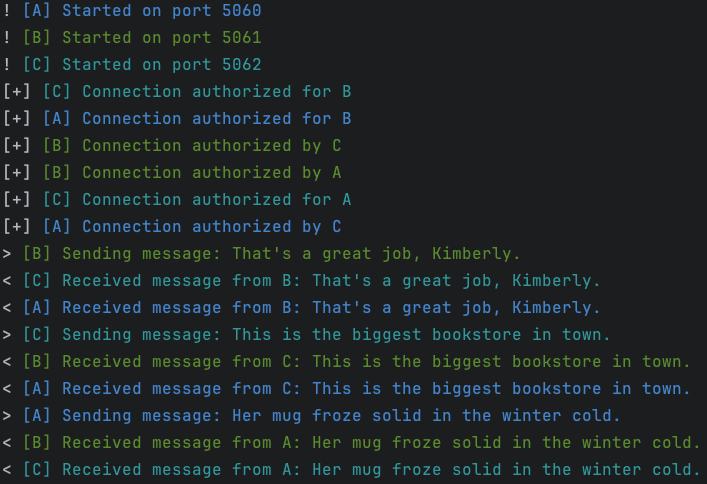 ! [A] Started on port 5060
! [B] Started on port 5061
! [C] Started on port 5062
[+] [C] Connection authorized for B
[+] [A] Connection authorized for B
[+] [B] Connection authorized by C
[+] [B] Connection authorized by A
[+] [C] Connection authorized for A
[+] [A] Connection authorized by C
> [B] Sending message: That's a great job, Kimberly.
< [C] Received message from B: That's a great job, Kimberly.
< [A] Received message from B: That's a great job, Kimberly.
> [C] Sending message: This is the biggest bookstore in town.
< [B] Received message from C: This is the biggest bookstore in town.
< [A] Received message from C: This is the biggest bookstore in town.
> [A] Sending message: Her mug froze solid in the winter cold.
< [B] Received message from A: Her mug froze solid in the winter cold.
< [C] Received message from A: Her mug froze solid in the winter cold.